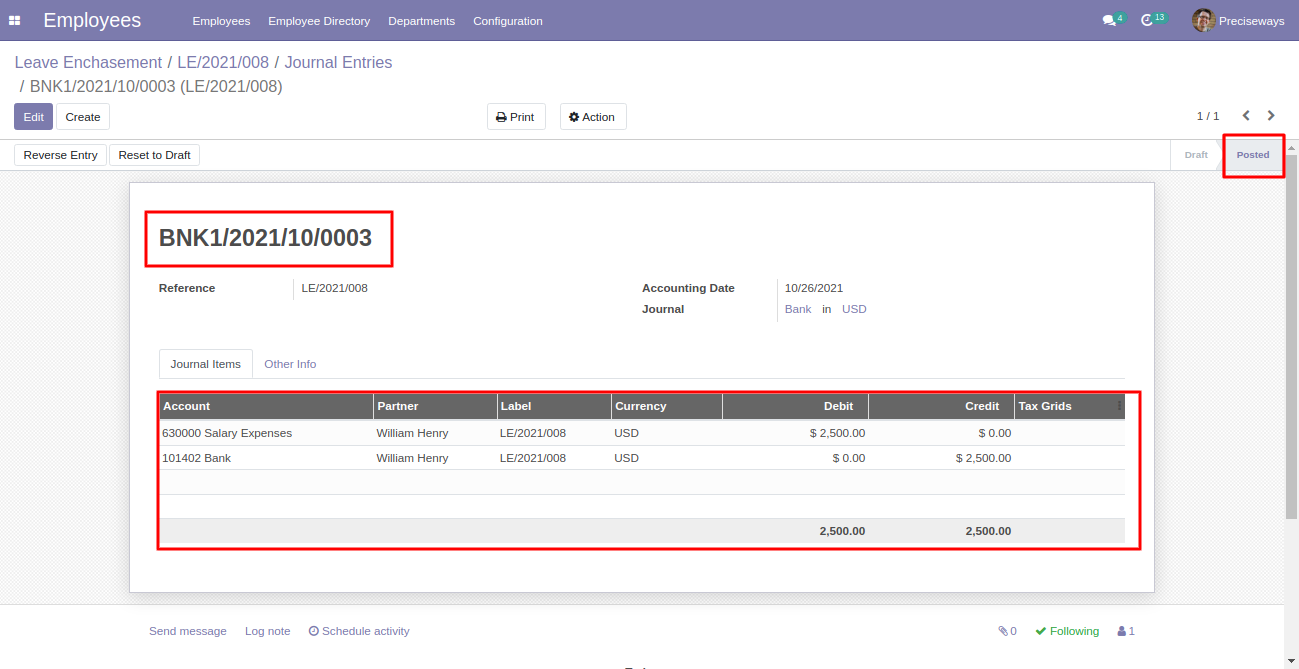 Employees Employees Employee Directory Departments Configuration 4 13 Preciseways
Leave Enchasement / LE/2021/008 / Journal Entries
/ BNK1/2021/10/0003 (LE/2021/008)
Edit Create Print Action 1 / 1
Reverse Entry Reset to Draft Draft Posted
BNK1/2021/10/0003
Reference LE/2021/008 Accounting Date 10/26/2021
Journal Bank in USD
Journal Items Other Info
Account Partner Label Currency Debit Credit Tax Grids
630000 Salary Expenses William Henry LE/2021/008 USD $ 2,500.00 $ 0.00
101402 Bank William Henry LE/2021/008 USD $ 0.00 $ 2,500.00
2,500.00 2,500.00
Send message Log note Schedule activity 0 Following 1